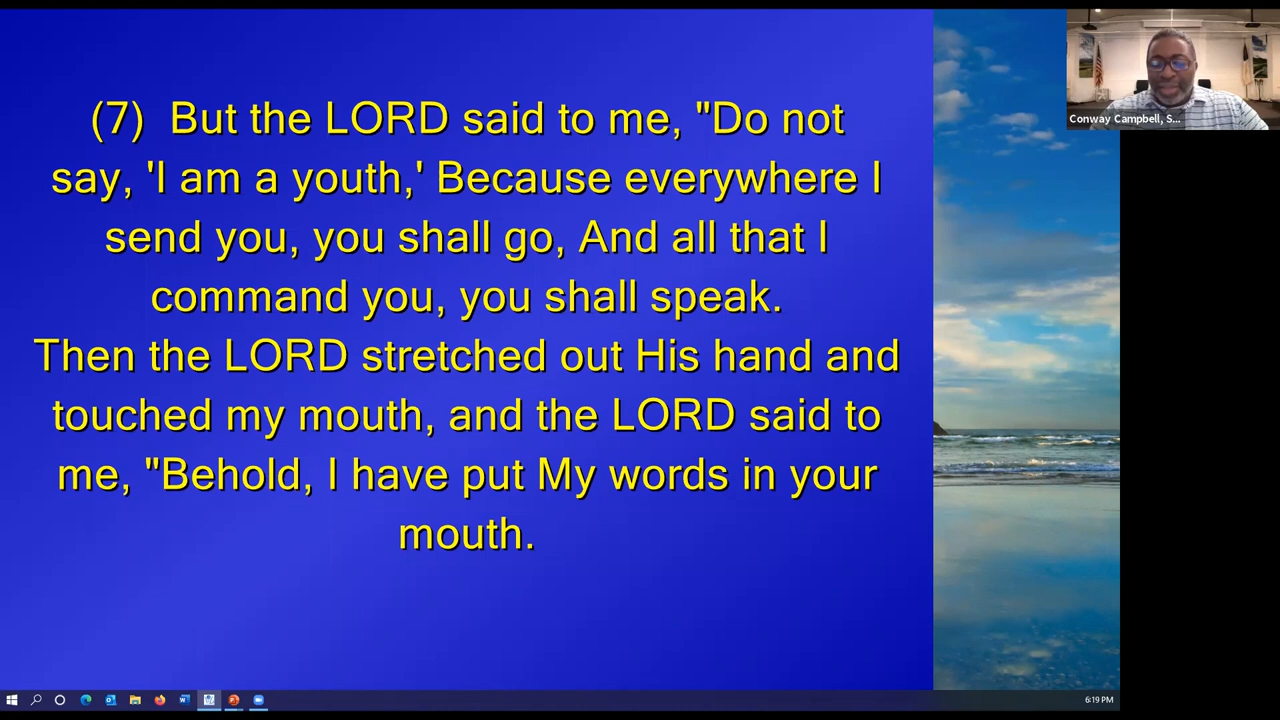 (7) But the LORD said to me, "Do not
say, 'I am a youth,' Because everywhere I
send you, you shall go, And all that I
command you, you shall speak.
Then the LORD stretched out His hand and
touched my mouth, and the LORD said to
me, "Behold, I have put My words in your
mouth.
Conway Campbell, S...
6:19 PM